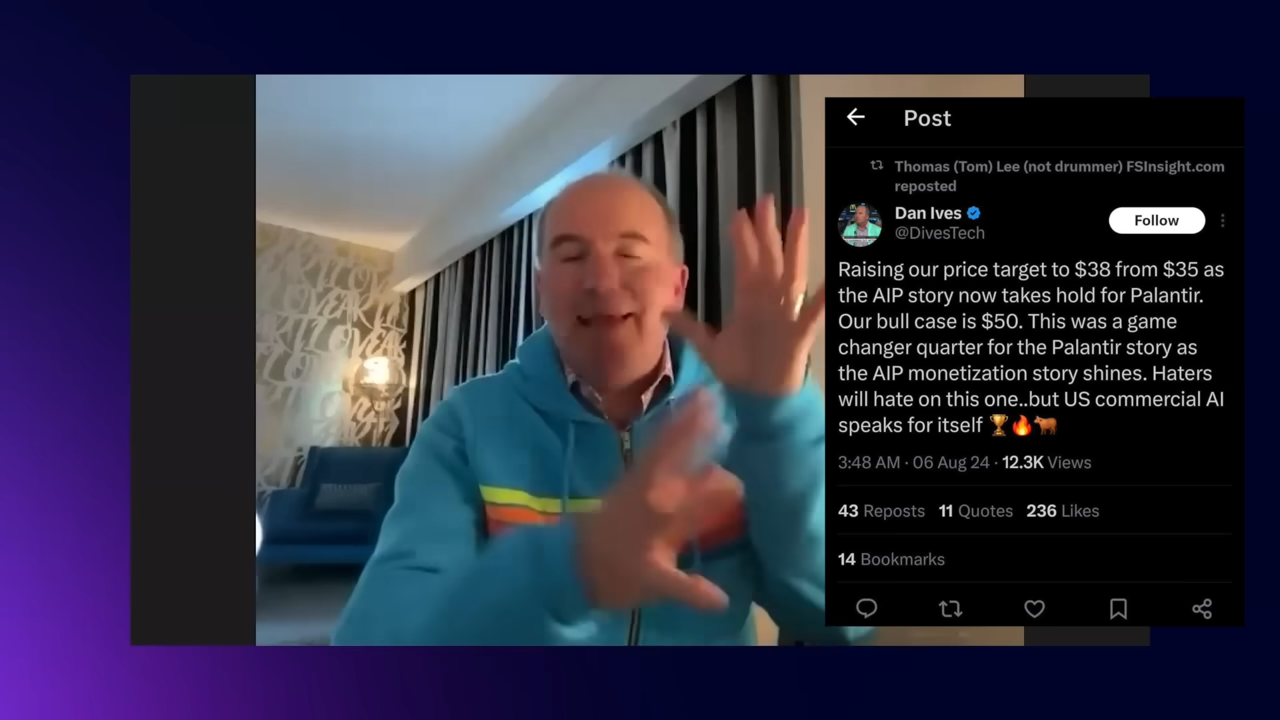 Post
Thomas (Tom) Lee (not drummer) FSInsight.com
reposted
Dan Ives
@DivesTech
Follow
Raising our price target to $38 from $35 as
the AIP story now takes hold for Palantir.
Our bull case is $50. This was a game
changer quarter for the Palantir story as
the AIP monetization story shines. Haters
will hate on this one..but US commercial AI
speaks for itself 🏆🔥🐂
3:48 AM · 06 Aug 24 · 12.3K Views
43 Reposts 11 Quotes 236 Likes
14 Bookmarks